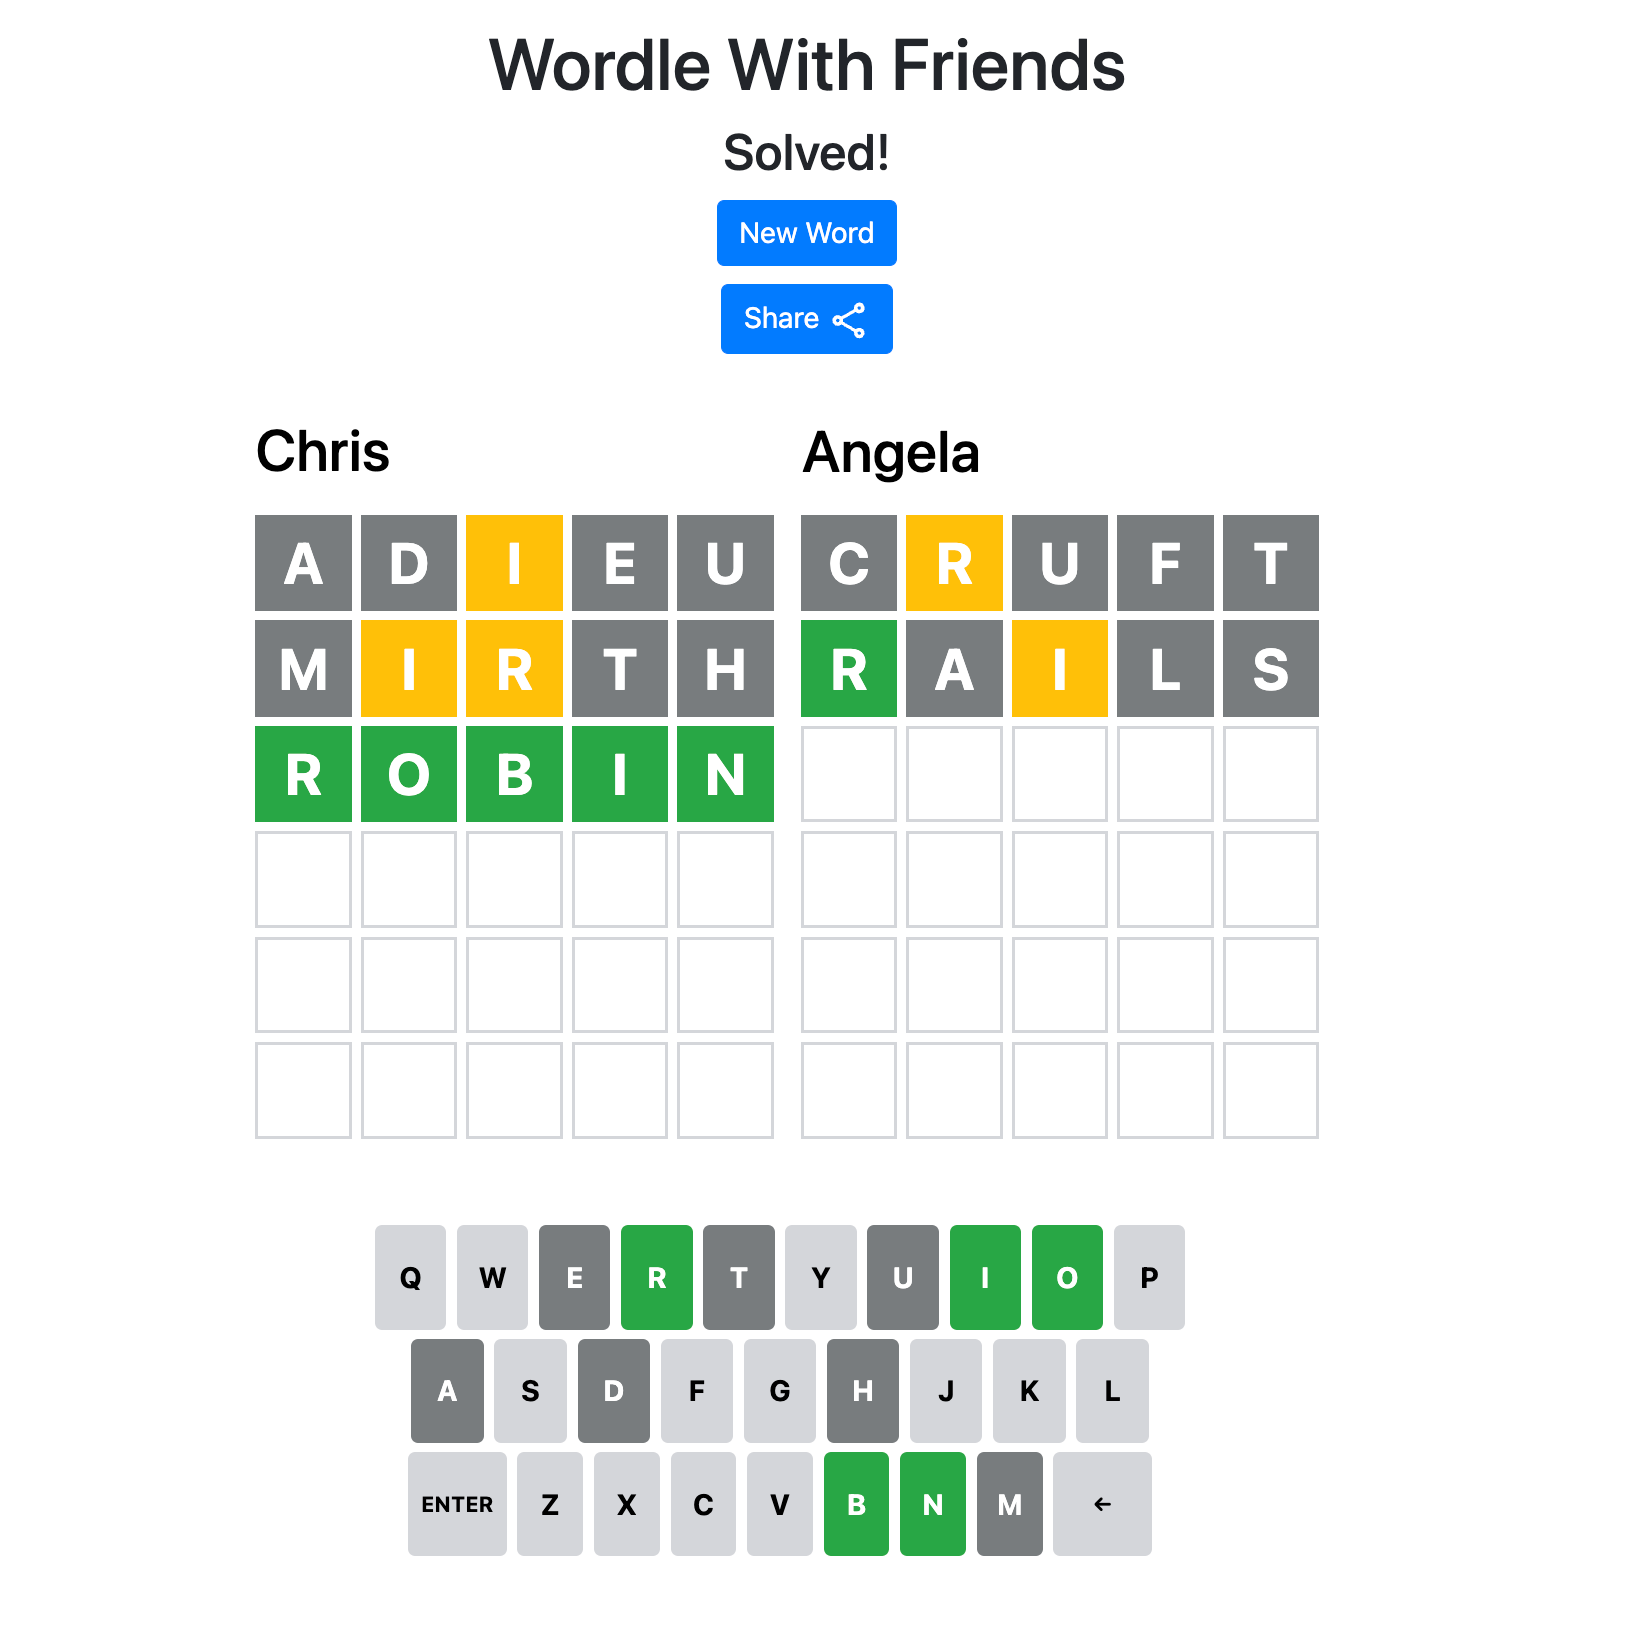 Wordle With Friends
Solved!
New Word
Share
Chris
Angela
A D I E U C R U F T
M I R T H R A I L S
R O B I N
Q W E R T Y U I O P
A S D F G H J K L
ENTER Z X C V B N M ←